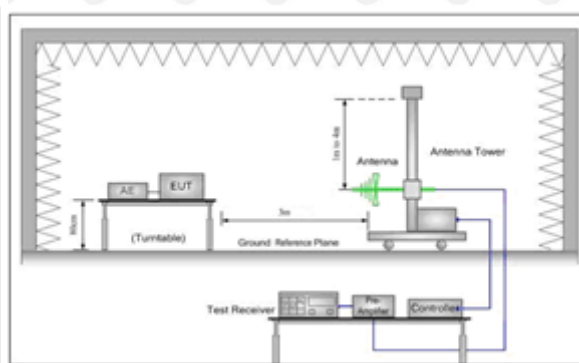 1m to 4m
Antenna
Antenna Tower
AE
EUT
80cm
(Turntable)
3m
Ground Reference Plane
Test Receiver
Pre-
Amplifier
Controller